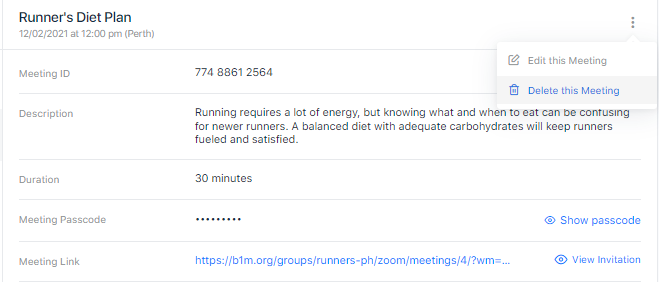 Runner's Diet Plan
12/02/2021 at 12:00 pm (Perth)
Edit this Meeting
Delete this Meeting
Meeting ID 774 8861 2564
Description Running requires a lot of energy, but knowing what and when to eat can be confusing
for newer runners. A balanced diet with adequate carbohydrates will keep runners
fueled and satisfied.
Duration 30 minutes
Meeting Passcode ••••••••• Show passcode
Meeting Link https://b1m.org/groups/runners-ph/zoom/meetings/4/?wm=... View Invitation